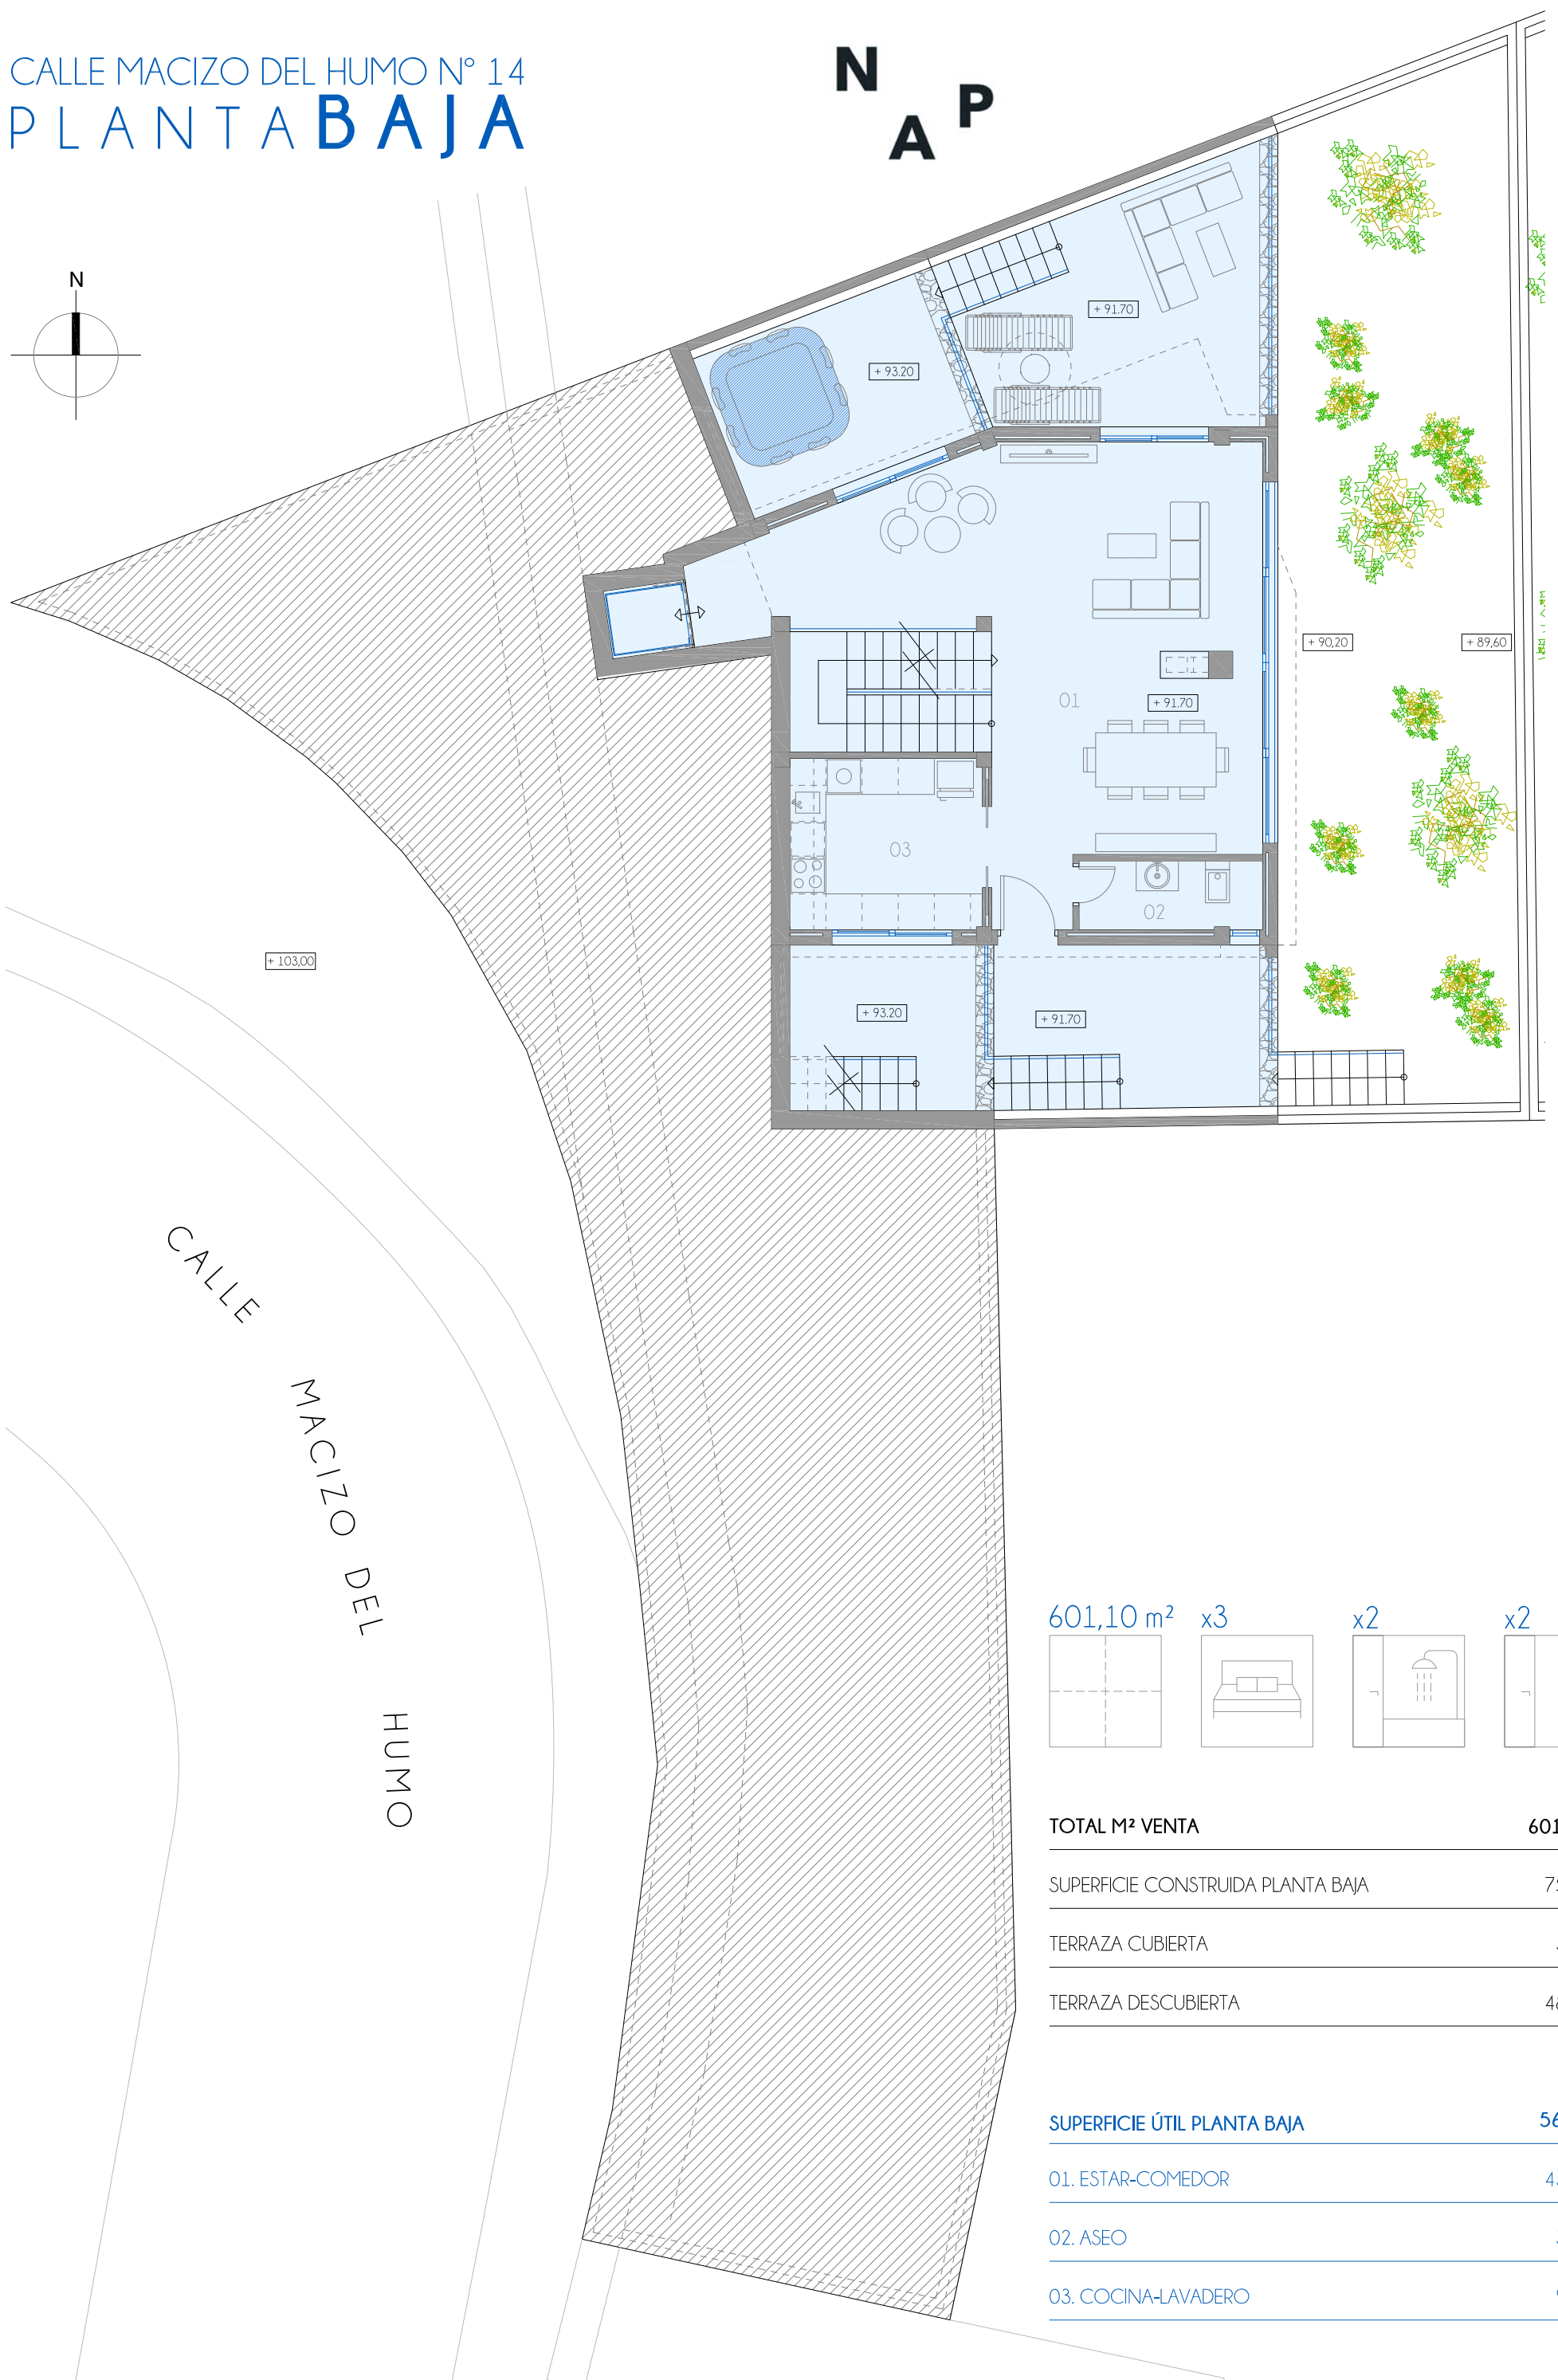 CALLE MACIZO DEL HUMO Nº 14
PLANTA BAJA
N
A
P
N
+ 91.70
+ 93.20
+ 90,20
+ 89,60
01
+ 91.70
03
02
+ 103,00
+ 93.20
+ 91.70
CALLE
MACIZO DEL
HUMO
601,10 m² x3 x2 x2
TOTAL M² VENTA 601
SUPERFICIE CONSTRUIDA PLANTA BAJA
TERRAZA CUBIERTA
TERRAZA DESCUBIERTA
SUPERFICIE ÚTIL PLANTA BAJA 56
01. ESTAR-COMEDOR
02. ASEO
03. COCINA-LAVADERO